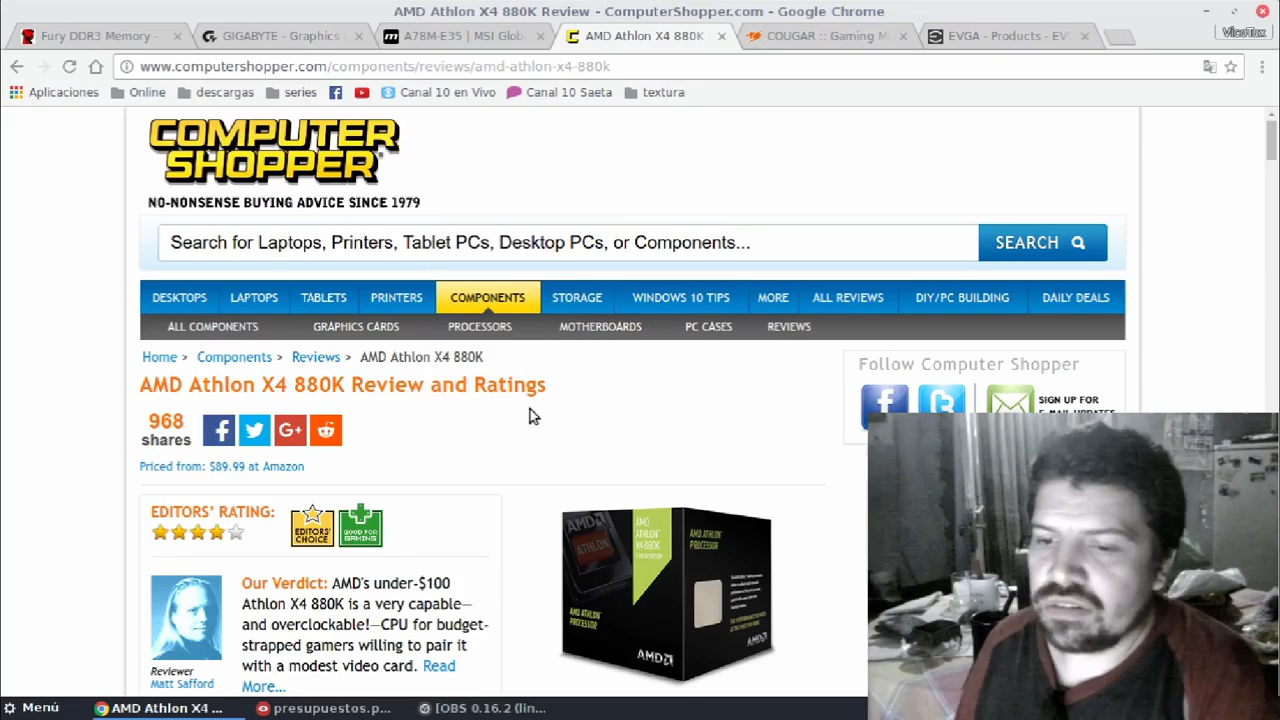 AMD Athlon X4 880K Review - ComputerShopper.com - Google Chrome
Fury DDR3 Memory -
GIGABYTE - Graphics
A78M-E35 | MSI Glob
AMD Athlon X4 880K
COUGAR :: Gaming M
EVGA - Products - EV
VicoTux
www.computershopper.com/components/reviews/amd-athlon-x4-880k
Aplicaciones
Online
descargas
series
Canal 10 en Vivo
Canal 10 Saeta
textura
COMPUTER
SHOPPER
NO-NONSENSE BUYING ADVICE SINCE 1979
Search for Laptops, Printers, Tablet PCs, Desktop PCs, or Components...
SEARCH
DESKTOPS LAPTOPS TABLETS PRINTERS COMPONENTS STORAGE WINDOWS 10 TIPS MORE ALL REVIEWS DIY/PC BUILDING DAILY DEALS
ALL COMPONENTS GRAPHICS CARDS PROCESSORS MOTHERBOARDS PC CASES REVIEWS
Home > Components > Reviews > AMD Athlon X4 880K
AMD Athlon X4 880K Review and Ratings
968
shares
Priced from: $89.99 at Amazon
Follow Computer Shopper
SIGN UP FOR
E-MAIL UPDATES
EDITORS' RATING:
EDITORS'
CHOICE
GOOD FOR
GAMING
Our Verdict: AMD's under-$100
Athlon X4 880K is a very capable—
and overclockable!—CPU for budget-
strapped gamers willing to pair it
with a modest video card. Read
More...
Reviewer
Matt Safford
AMD
ATHLON
AMD
ATHLON
X4 880K
AMD ATHLON
PROCESSOR
AMD
ATHLON
PROCESSOR
AMD
AMD
Menú
AMD Athlon X4 ...
presupuestos.p...
[OBS 0.16.2 (lin...